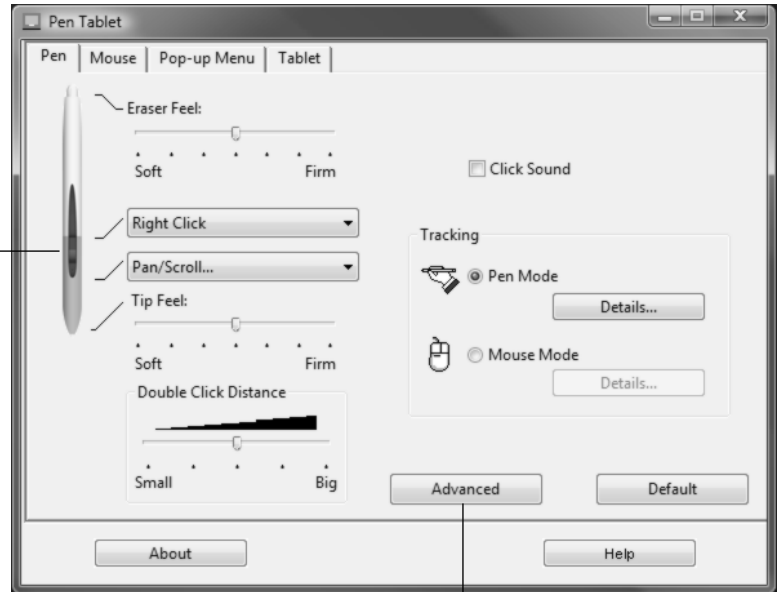 Pen Tablet
Pen Mouse Pop-up Menu Tablet
Eraser Feel:
Soft Firm
Click Sound
Right Click
Pan/Scroll...
Tip Feel:
Soft Firm
Double Click Distance
Small Big
Tracking
Pen Mode
Details...
Mouse Mode
Details...
Advanced Default
About Help